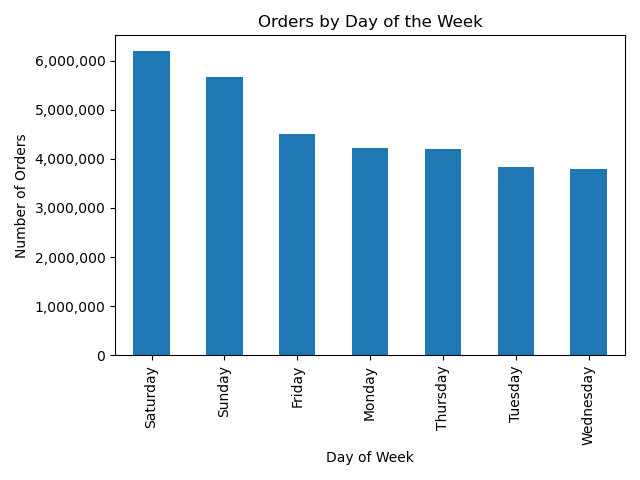 Orders by Day of the Week
Number of Orders
6,000,000
5,000,000
4,000,000
3,000,000
2,000,000
1,000,000
0
Saturday
Sunday
Friday
Monday
Thursday
Tuesday
Wednesday
Day of Week